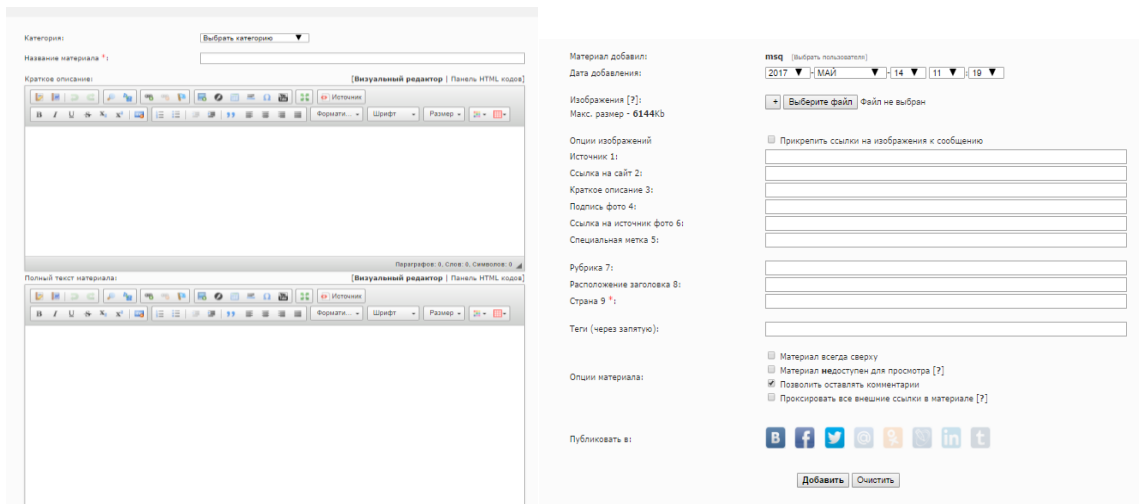 Категория: Выбрать категорию
Название материала *:
Краткое описание: [Визуальный редактор | Панель HTML кодов]
Источник
B I U S X₂ x² Формати... Шрифт Размер
Параграфов: 0, Слов: 0, Символов: 0
Полный текст материала: [Визуальный редактор | Панель HTML кодов]
Источник
B I U S X₂ x² Формати... Шрифт Размер
Материал добавил: msq [Выбрать пользователя]
Дата добавления: 2017 - МАЙ - 14 11 : 19
Изображения [?]: + Выберите файл Файл не выбран
Макс. размер - 6144Kb
Опции изображений Прикрепить ссылки на изображения к сообщению
Источник 1:
Ссылка на сайт 2:
Краткое описание 3:
Подпись фото 4:
Ссылка на источник фото 6:
Специальная метка 5:
Рубрика 7:
Расположение заголовка 8:
Страна 9 *:
Теги (через запятую):
Материал всегда сверху
Материал недоступен для просмотра [?]
Опции материала:
Позволить оставлять комментарии
Проксировать все внешние ссылки в материале [?]
Публиковать в: B f @ in t
Добавить Очистить